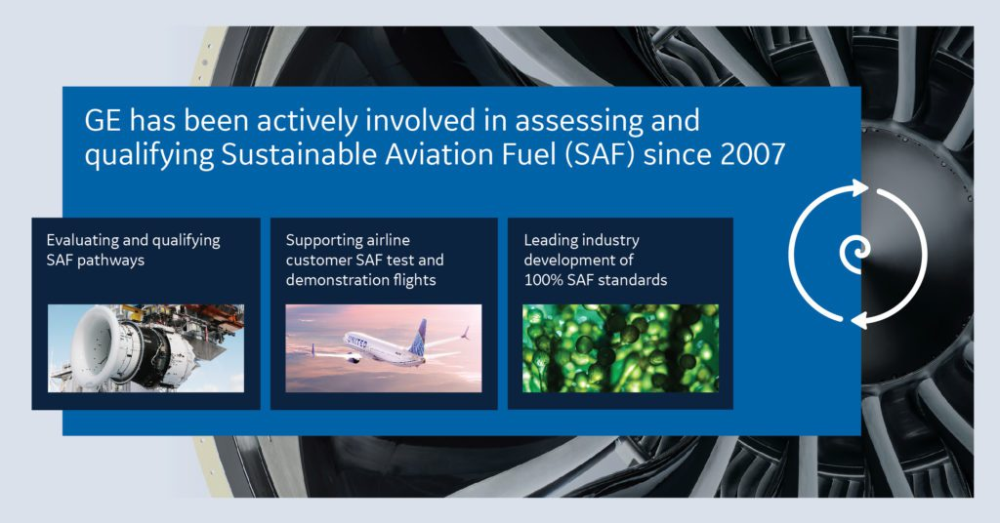 GE has been actively involved in assessing and
qualifying Sustainable Aviation Fuel (SAF) since 2007
Evaluating and qualifying
SAF pathways
Supporting airline
customer SAF test and
demonstration flights
UNITED
Leading industry
development of
100% SAF standards